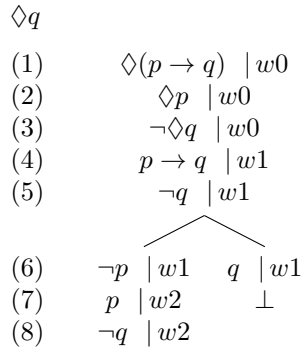 ◊q
(1) ◊(p → q) | w0
(2) ◊p | w0
(3) ¬◊q | w0
(4) p → q | w1
(5) ¬q | w1
(6) ¬p | w1 q | w1
(7) p | w2 ⊥
(8) ¬q | w2